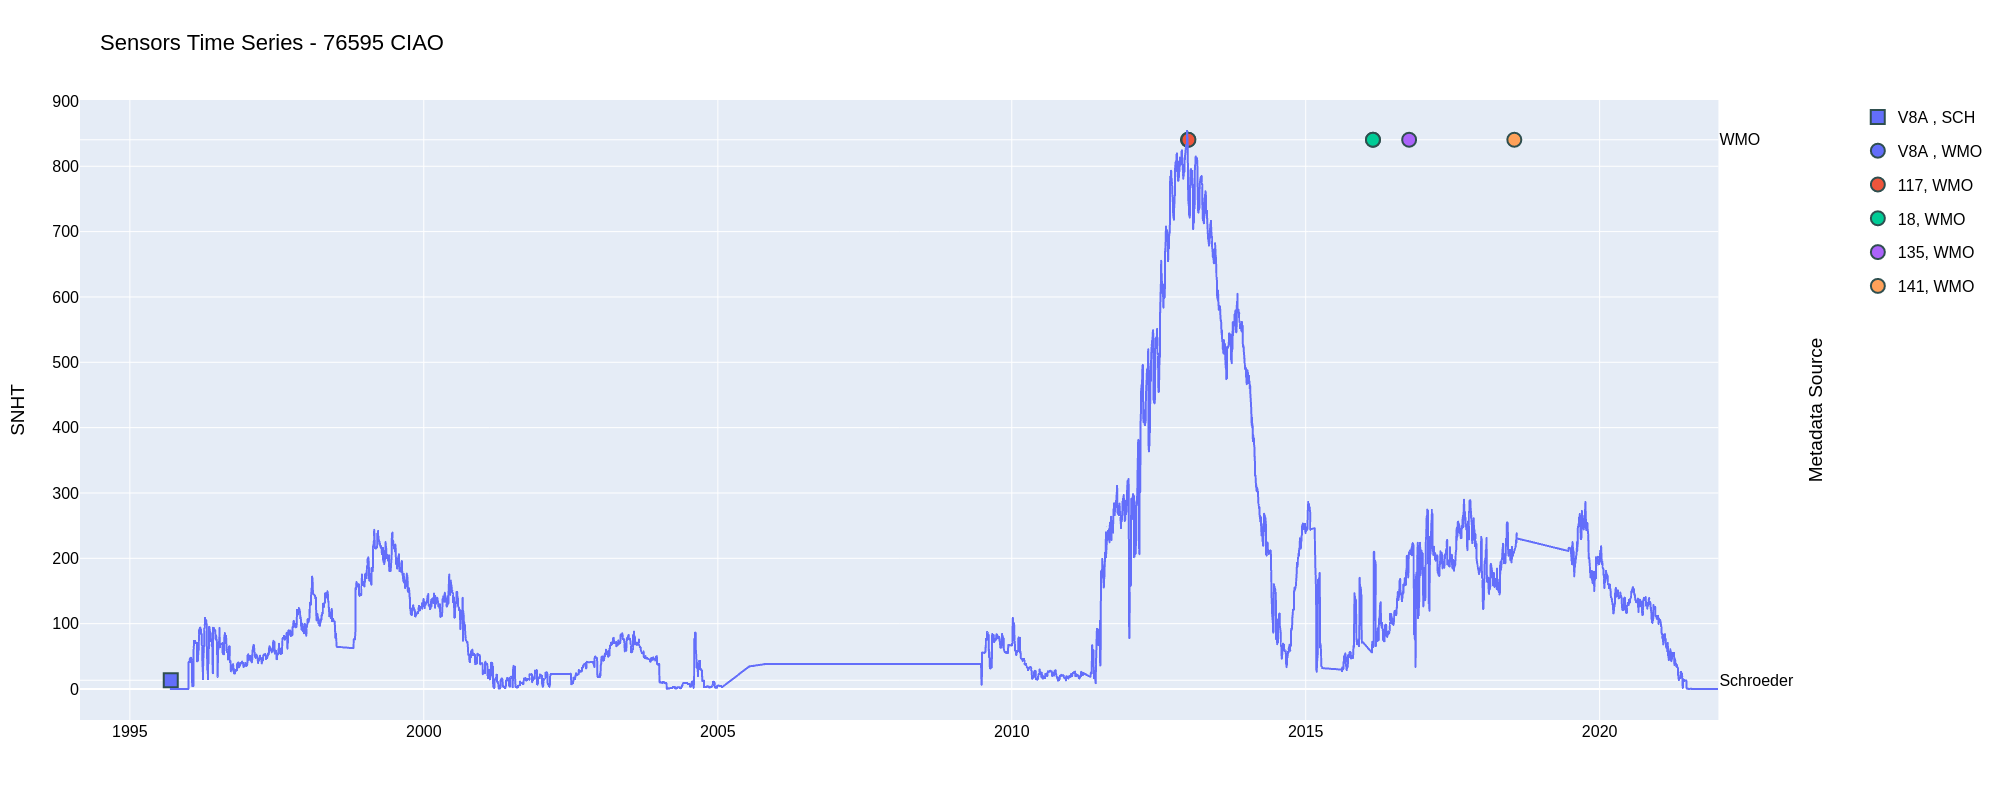 Sensors Time Series - 76595 CIAO
900
800
700
600
500
400
300
200
100
0
SNHT
1995
2000
2005
2010
2015
2020
WMO
Schroeder
Metadata Source
V8A , SCH
V8A , WMO
117, WMO
18, WMO
135, WMO
141, WMO